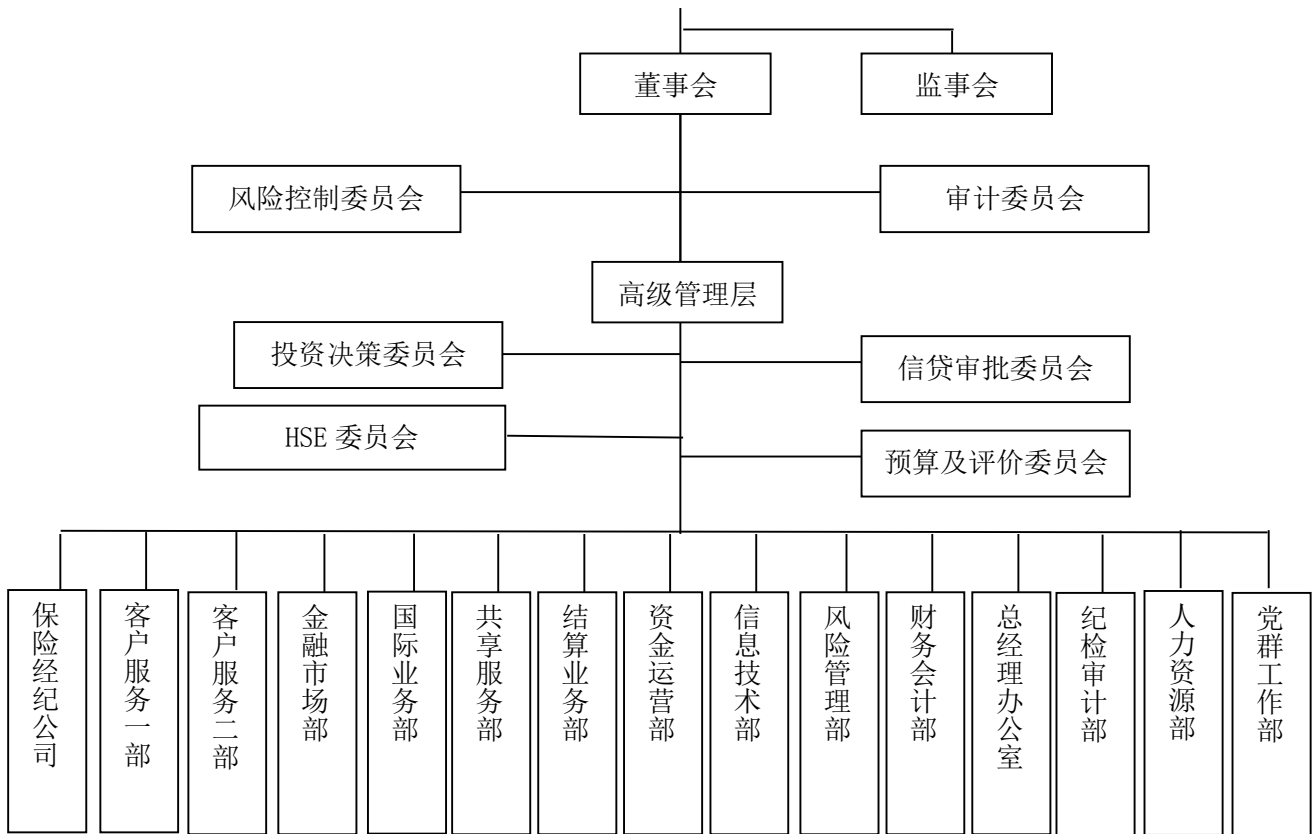 董事会
监事会
风险控制委员会
审计委员会
高级管理层
投资决策委员会
信贷审批委员会
HSE 委员会
预算及评价委员会
保险经纪公司
客户服务一部
客户服务二部
金融市场部
国际业务部
共享服务部
结算业务部
资金运营部
信息技术部
风险管理部
财务会计部
总经理办公室
纪检审计部
人力资源部
党群工作部